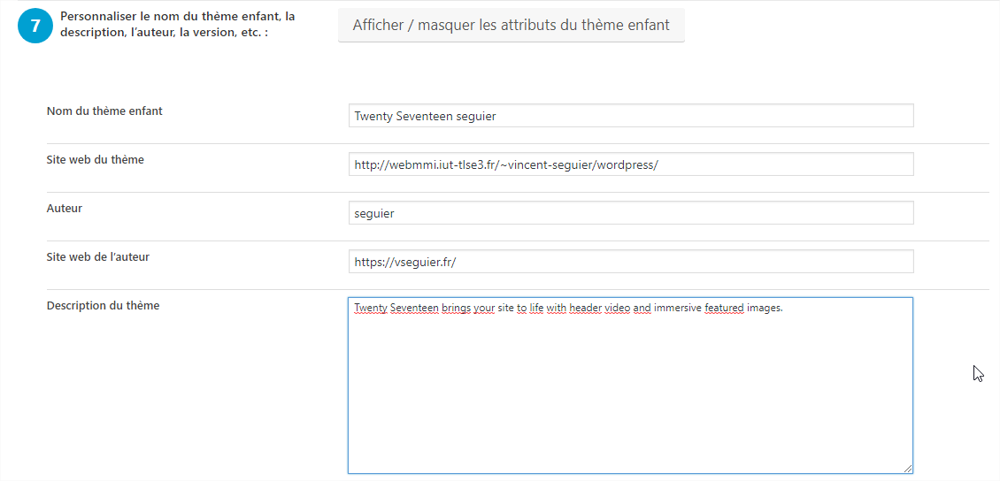 7
Personnaliser le nom du thème enfant, la
description, l’auteur, la version, etc. :
Afficher / masquer les attributs du thème enfant
Nom du thème enfant
Twenty Seventeen seguier
Site web du thème
http://webmmi.iut-tlse3.fr/~vincent-seguier/wordpress/
Auteur
seguier
Site web de l’auteur
https://vseguier.fr/
Description du thème
Twenty Seventeen brings your site to life with header video and immersive featured images.